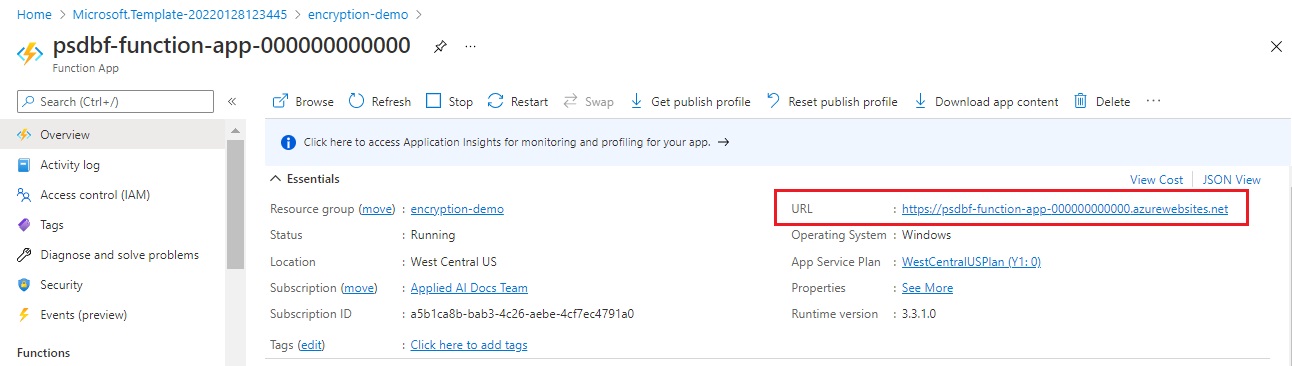 Home > Microsoft.Template-20220128123445 > encryption-demo >
psdbf-function-app-000000000000 ...
Function App
Search (Ctrl+/) «
Browse Refresh Stop Restart Swap Get publish profile Reset publish profile Download app content Delete ...
Overview
Activity log
Access control (IAM)
Tags
Diagnose and solve problems
Security
Events (preview)
Functions
Click here to access Application Insights for monitoring and profiling for your app. →
Essentials
View Cost JSON View
Resource group (move) : encryption-demo
Status : Running
Location : West Central US
Subscription (move) : Applied AI Docs Team
Subscription ID : a5b1ca8b-bab3-4c26-aebe-4cf7ec4791a0
Tags (edit) : Click here to add tags
URL : https://psdbf-function-app-000000000000.azurewebsites.net
Operating System : Windows
App Service Plan : WestCentralUSPlan (Y1: 0)
Properties : See More
Runtime version : 3.3.1.0